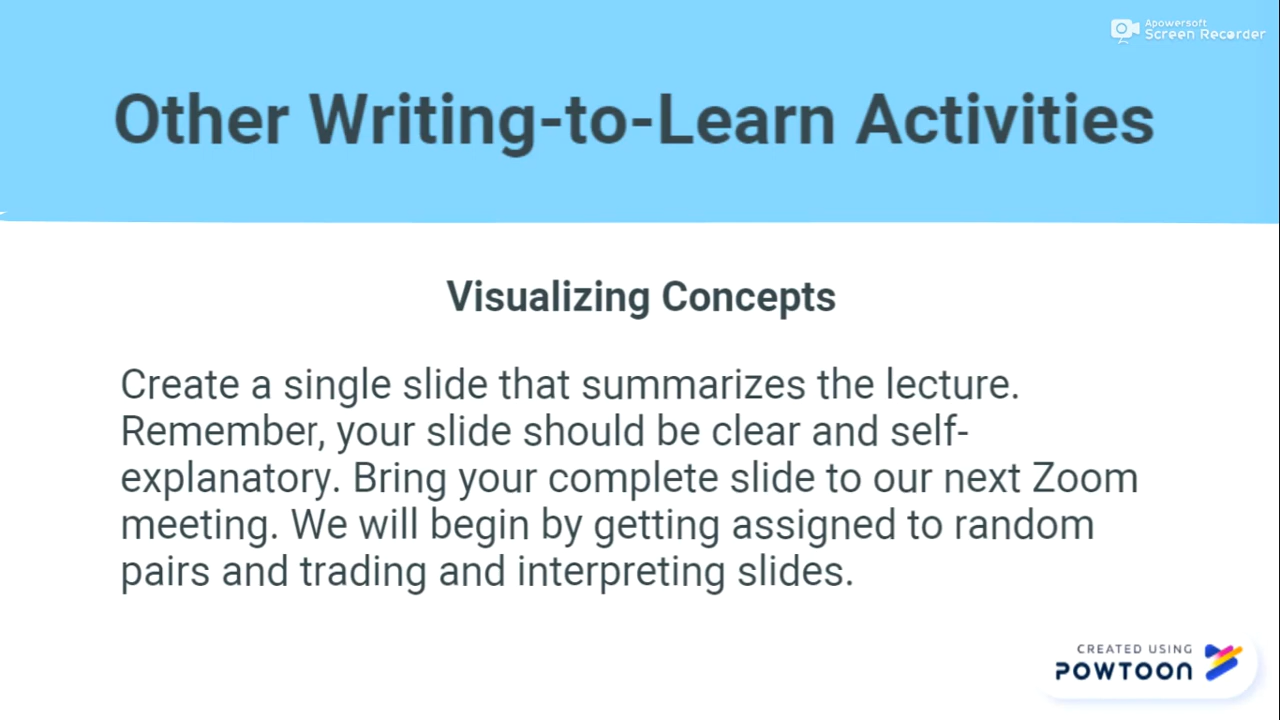 Apowersoft
Screen Recorder
Other Writing-to-Learn Activities
Visualizing Concepts
Create a single slide that summarizes the lecture.
Remember, your slide should be clear and self-
explanatory. Bring your complete slide to our next Zoom
meeting. We will begin by getting assigned to random
pairs and trading and interpreting slides.
CREATED USING
POWTOON